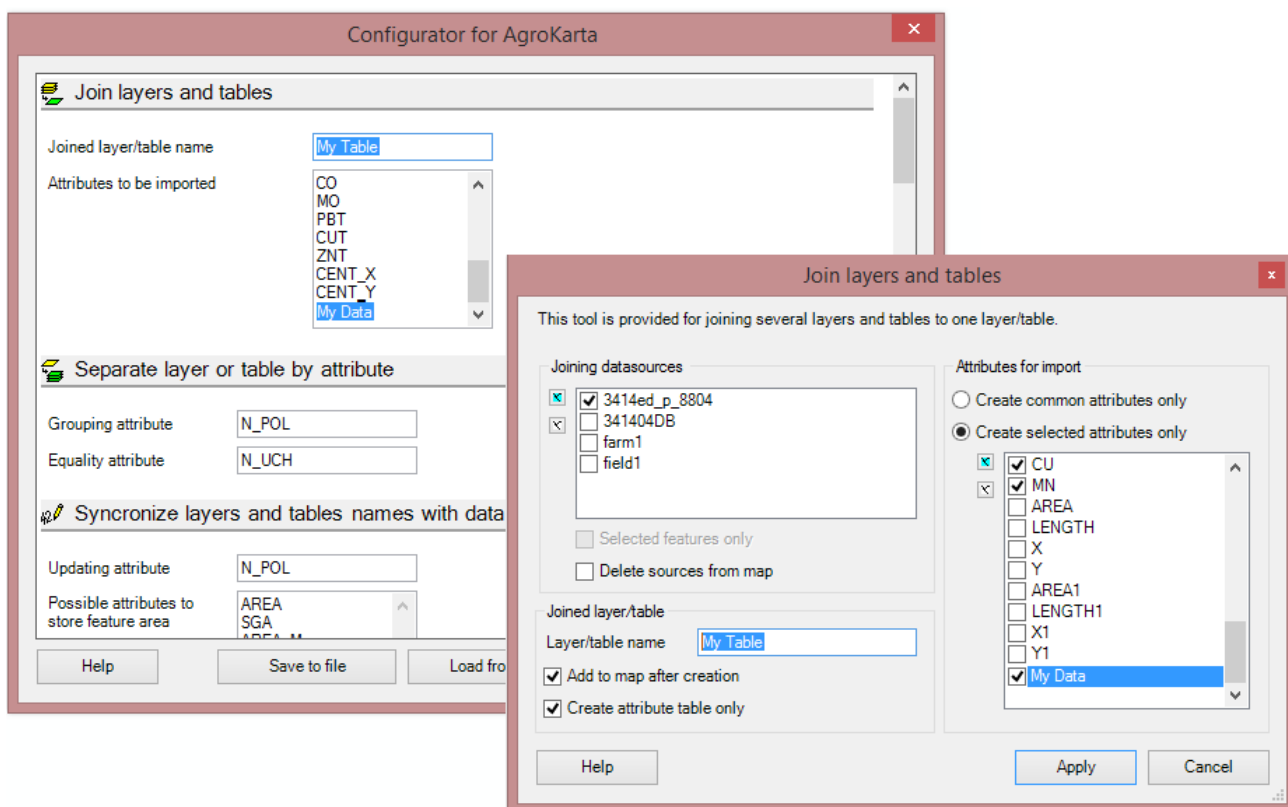 Configurator for AgroKarta
Join layers and tables
Joined layer/table name
My Table
Attributes to be imported
CO
MO
PBT
CUT
ZNT
CENT_X
CENT_Y
My Data
Separate layer or table by attribute
Grouping attribute
N_POL
Equality attribute
N_UCH
Syncronize layers and tables names with data
Updating attribute
N_POL
Possible attributes to
store feature area
AREA
SGA
AREA_M
Help
Save to file
Load fro
Join layers and tables
This tool is provided for joining several layers and tables to one layer/table.
Joining datasources
3414ed_p_8804
341404DB
farm1
field1
Selected features only
Delete sources from map
Joined layer/table
Layer/table name
My Table
Add to map after creation
Create attribute table only
Attributes for import
Create common attributes only
Create selected attributes only
CU
MN
AREA
LENGTH
X
Y
AREA1
LENGTH1
X1
Y1
My Data
Help
Apply
Cancel